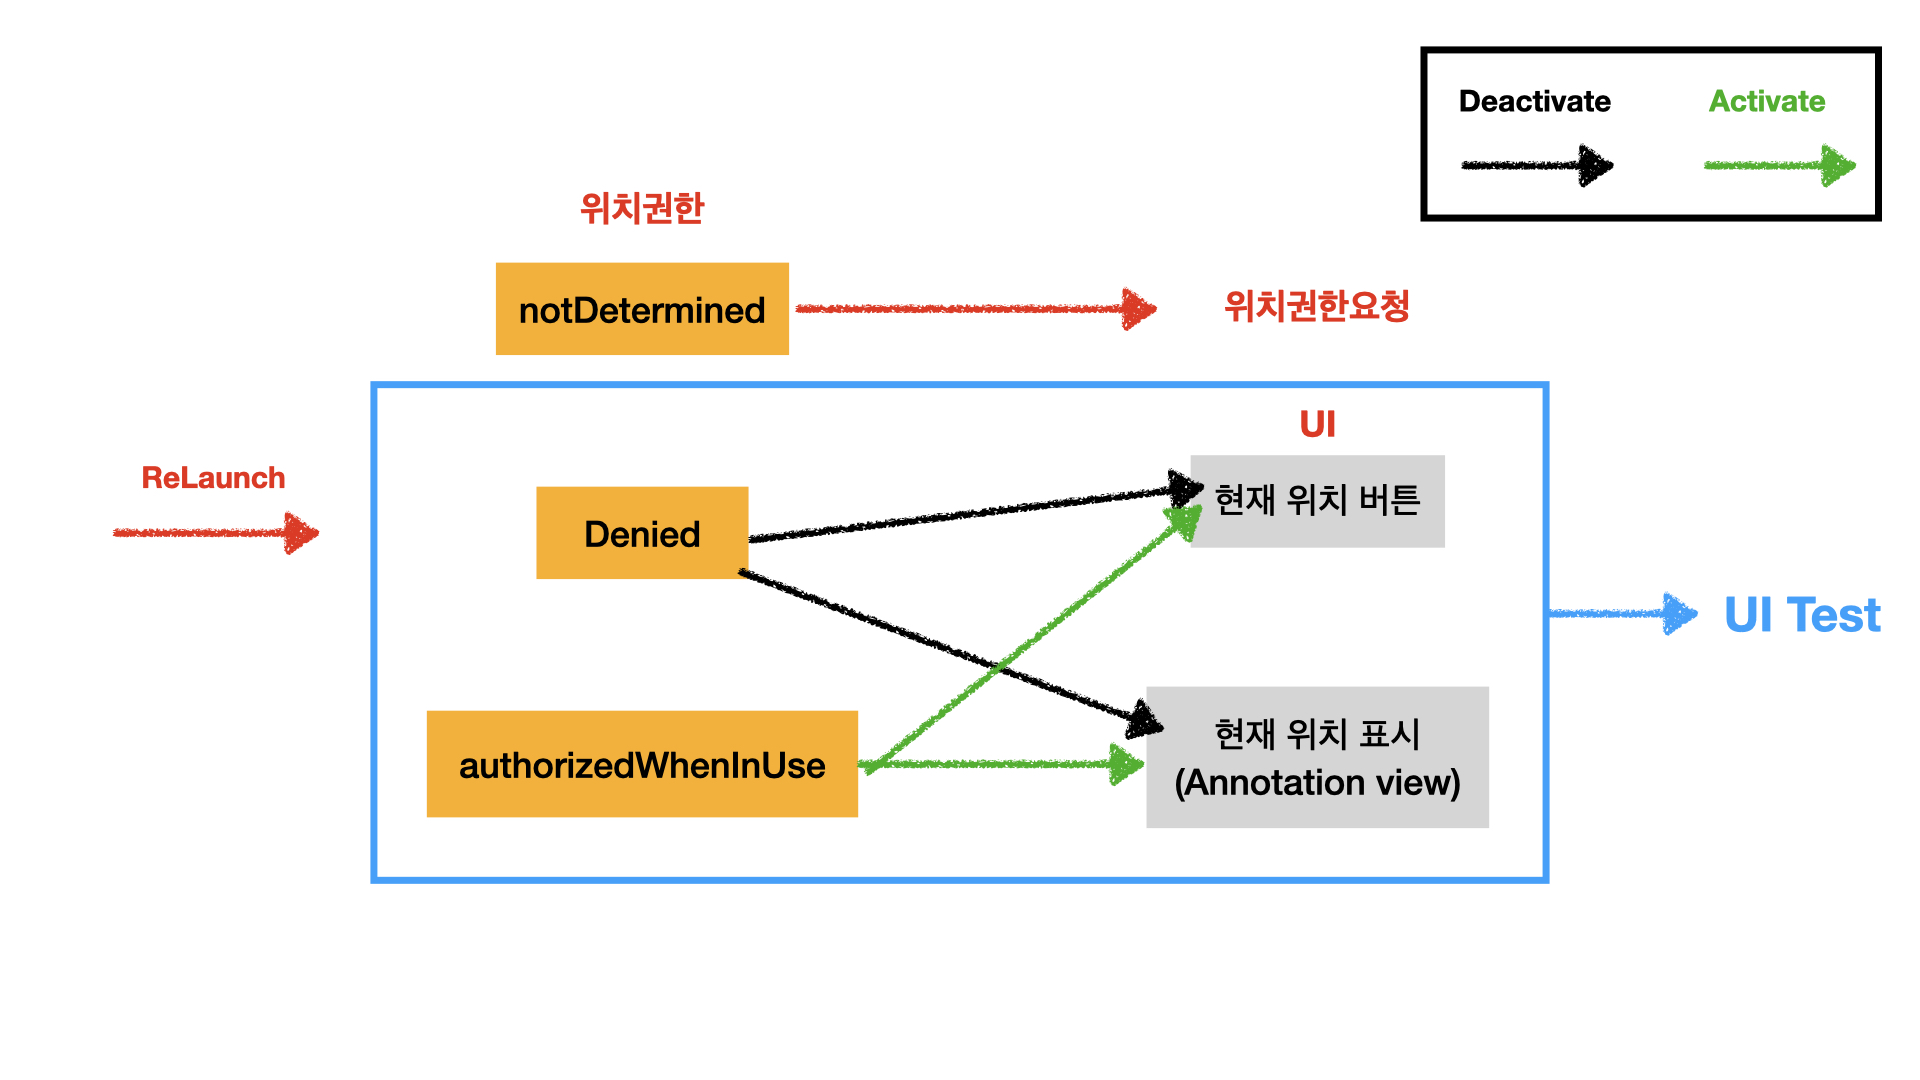 Deactivate
Activate
위치권한
notDetermined
위치권한요청
UI
ReLaunch
현재 위치 버튼
Denied
UI Test
현재 위치 표시
(Annotation view)
authorizedWhenInUse